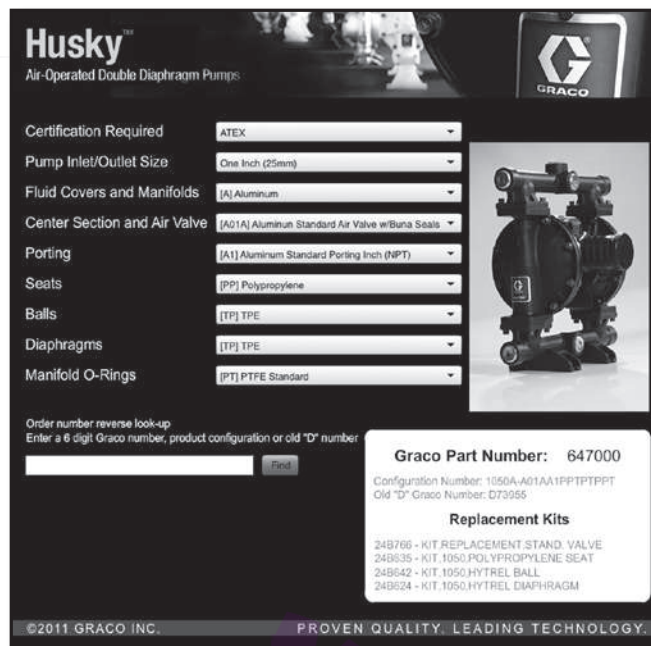 Husky™
Air-Operated Double Diaphragm Pumps
GRACO
Certification Required ATEX
Pump Inlet/Outlet Size One Inch (25mm)
Fluid Covers and Manifolds [A] Aluminum
Center Section and Air Valve [A01A] Aluminun Standard Air Valve w/Buna Seals
Porting [A1] Aluminum Standard Porting Inch (NPT)
Seats [PP] Polypropylene
Balls [TP] TPE
Diaphragms [TP] TPE
Manifold O-Rings [PT] PTFE Standard
Order number reverse look-up
Enter a 6 digit Graco number, product configuration or old "D" number
Find
Graco Part Number: 647000
Configuration Number: 1050A-A01AA1PPTPTPPT
Old "D" Graco Number: D73955
Replacement Kits
24B766 - KIT,REPLACEMENT,STAND. VALVE
24B635 - KIT,1050,POLYPROPYLENE SEAT
24B642 - KIT,1050,HYTREL BALL
24B624 - KIT,1050,HYTREL DIAPHRAGM
©2011 GRACO INC. PROVEN QUALITY. LEADING TECHNOLOGY.